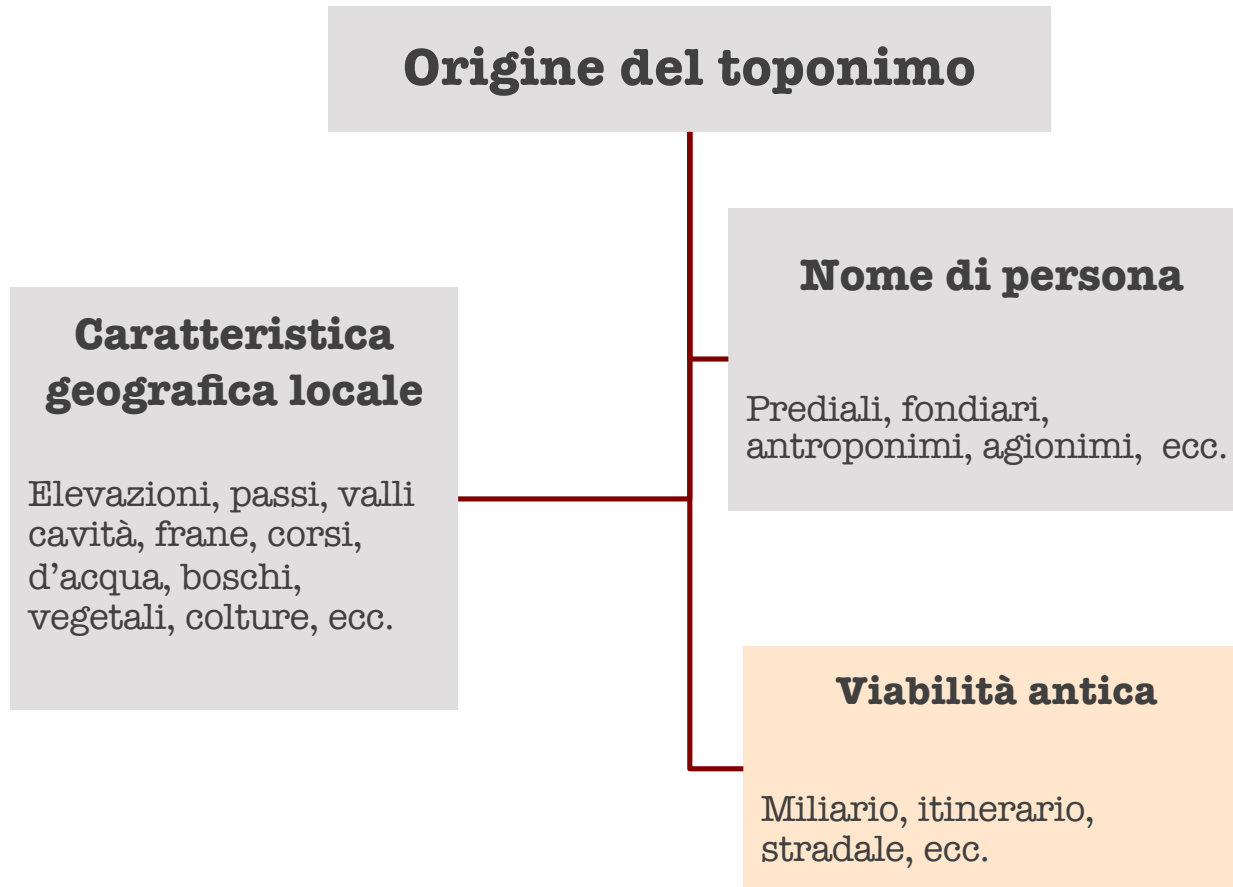 Origine del toponimo
Caratteristica
geografica locale
Elevazioni, passi, valli
cavità, frane, corsi,
d’acqua, boschi,
vegetali, colture, ecc.
Nome di persona
Prediali, fondiari,
antroponimi, agionimi, ecc.
Viabilità antica
Miliario, itinerario,
stradale, ecc.